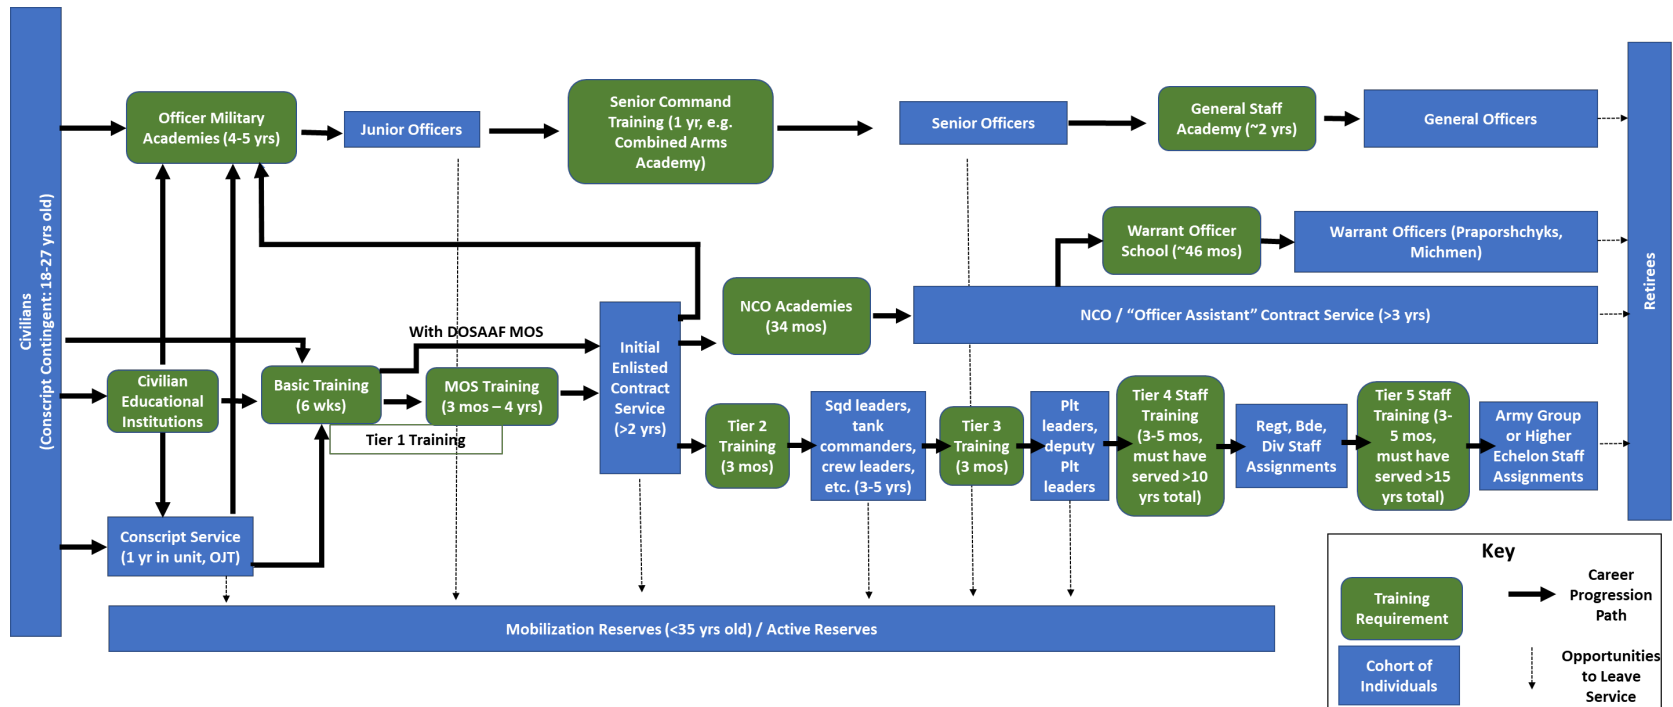 Civilians
(Conscript Contingent: 18-27 yrs old)
Officer Military
Academies (4-5 yrs)
Junior Officers
Senior Command
Training (1 yr, e.g.
Combined Arms
Academy)
Senior Officers
General Staff
Academy (~2 yrs)
General Officers
Warrant Officer
School (~46 mos)
Warrant Officers (Praporshchyks,
Michmen)
Retirees
NCO Academies
(34 mos)
NCO / “Officer Assistant” Contract Service (>3 yrs)
With DOSAAF MOS
Civilian
Educational
Institutions
Basic Training
(6 wks)
MOS Training
(3 mos – 4 yrs)
Tier 1 Training
Initial
Enlisted
Contract
Service
(>2 yrs)
Tier 2
Training
(3 mos)
Sqd leaders,
tank
commanders,
crew leaders,
etc. (3-5 yrs)
Tier 3
Training
(3 mos)
Plt
leaders,
deputy
Plt
leaders
Tier 4 Staff
Training
(3-5 mos,
must have
served >10
yrs total)
Regt, Bde,
Div Staff
Assignments
Tier 5 Staff
Training (3-
5 mos,
must have
served >15
yrs total)
Army Group
or Higher
Echelon Staff
Assignments
Conscript Service
(1 yr in unit, OJT)
Mobilization Reserves (<35 yrs old) / Active Reserves
Key
Training
Requirement
Career
Progression
Path
Cohort of
Individuals
Opportunities
to Leave
Service